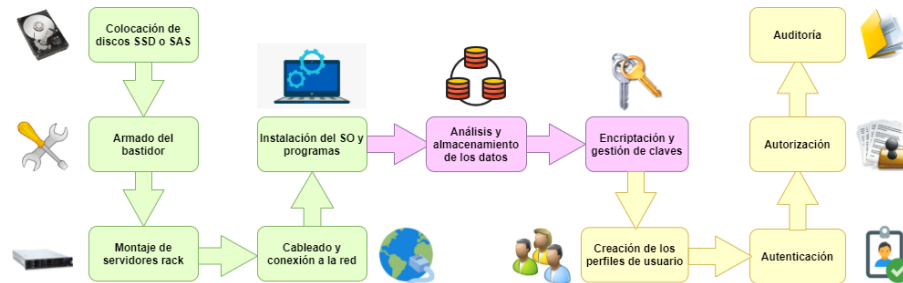 Colocación de
discos SSD o SAS
Armado del
bastidor
Montaje de
servidores rack
Cableado y
conexión a la red
Instalación del SO y
programas
Análisis y
almacenamiento
de los datos
Encriptación y
gestión de claves
Creación de los
perfiles de usuario
Autenticación
Autorización
Auditoría